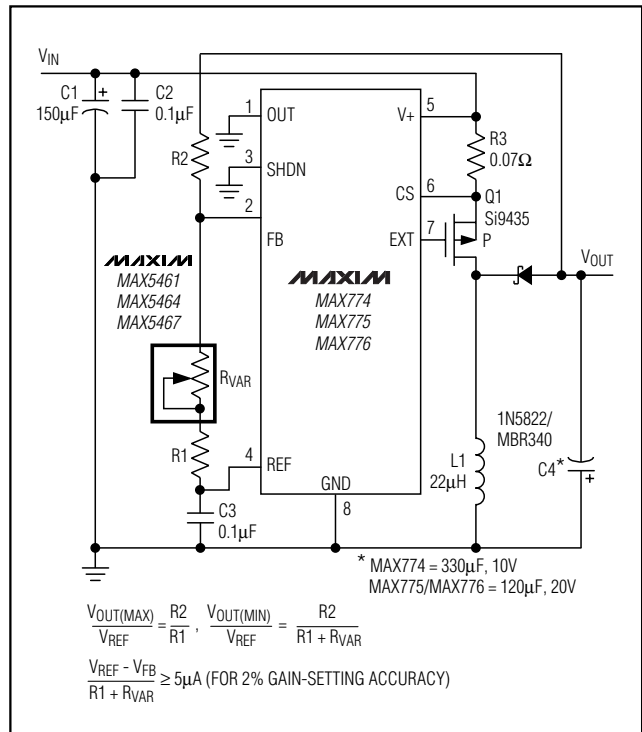 VIN
C1
150µF
+
C2
0.1µF
R2
1
OUT
3
SHDN
2
FB
V+
5
CS
6
EXT
7
R3
0.07Ω
Q1
Si9435
P
VOUT
MAXIM
MAX5461
MAX5464
MAX5467
MAXIM
MAX774
MAX775
MAX776
RVAR
R1
4
REF
GND
8
C3
0.1µF
L1
22µH
1N5822/
MBR340
C4*
+
* MAX774 = 330µF, 10V
MAX775/MAX776 = 120µF, 20V
VOUT(MAX)/VREF = R2/R1 , VOUT(MIN)/VREF = R2/(R1 + RVAR)
(VREF - VFB)/(R1 + RVAR) ≥ 5µA (FOR 2% GAIN-SETTING ACCURACY)